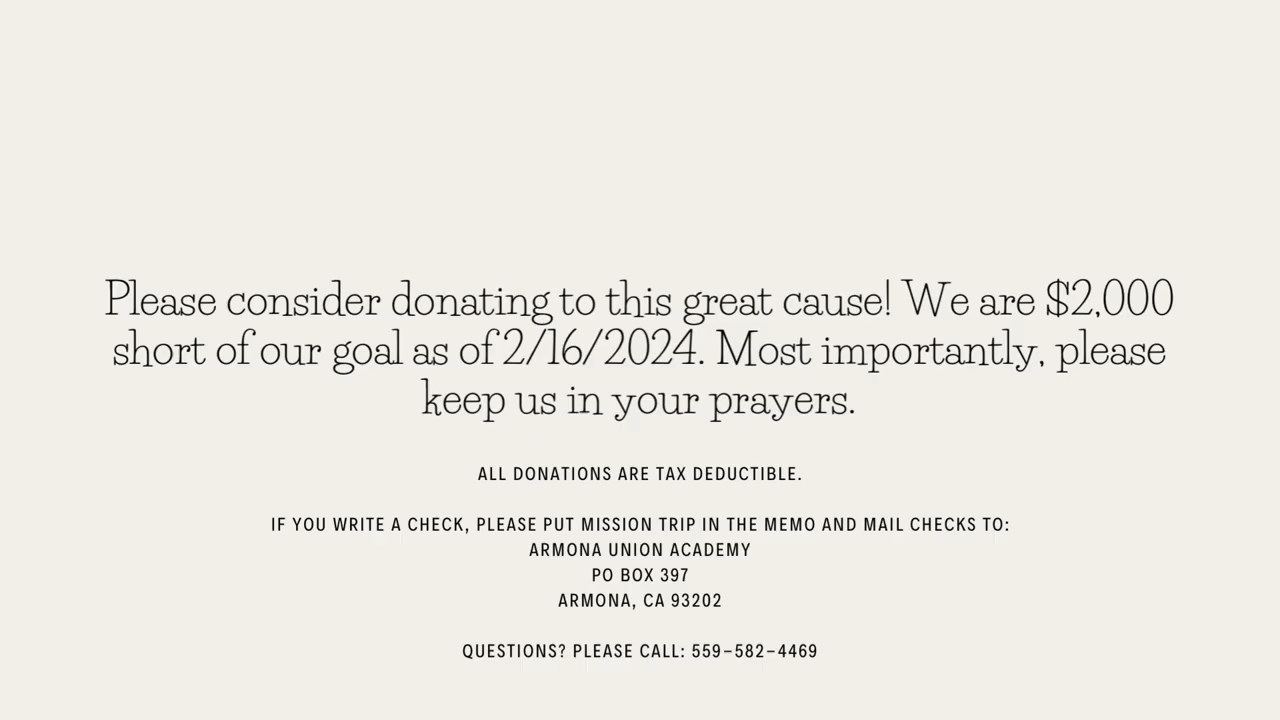 Please consider donating to this great cause! We are $2,000
short of our goal as of 2/16/2024. Most importantly, please
keep us in your prayers.
ALL DONATIONS ARE TAX DEDUCTIBLE.
IF YOU WRITE A CHECK, PLEASE PUT MISSION TRIP IN THE MEMO AND MAIL CHECKS TO:
ARMONA UNION ACADEMY
PO BOX 397
ARMONA, CA 93202
QUESTIONS? PLEASE CALL: 559-582-4469